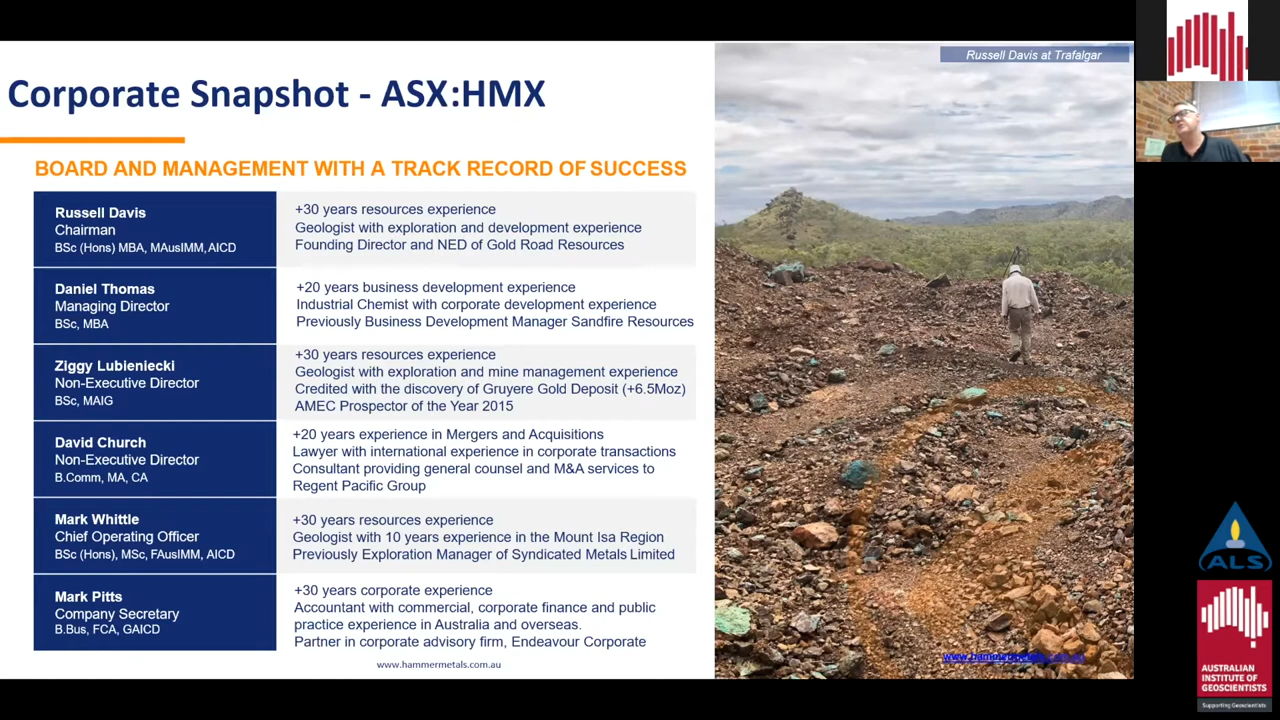 Corporate Snapshot - ASX:HMX
Russell Davis at Trafalgar
BOARD AND MANAGEMENT WITH A TRACK RECORD OF SUCCESS
Russell Davis
Chairman
BSc (Hons) MBA, MAusIMM, AICD
+30 years resources experience
Geologist with exploration and development experience
Founding Director and NED of Gold Road Resources
Daniel Thomas
Managing Director
BSc, MBA
+20 years business development experience
Industrial Chemist with corporate development experience
Previously Business Development Manager Sandfire Resources
Ziggy Lubieniecki
Non-Executive Director
BSc, MAIG
+30 years resources experience
Geologist with exploration and mine management experience
Credited with the discovery of Gruyere Gold Deposit (+6.5Moz)
AMEC Prospector of the Year 2015
David Church
Non-Executive Director
B.Comm, MA, CA
+20 years experience in Mergers and Acquisitions
Lawyer with international experience in corporate transactions
Consultant providing general counsel and M&A services to
Regent Pacific Group
Mark Whittle
Chief Operating Officer
BSc (Hons), MSc, FAusIMM, AICD
+30 years resources experience
Geologist with 10 years experience in the Mount Isa Region
Previously Exploration Manager of Syndicated Metals Limited
Mark Pitts
Company Secretary
B.Bus, FCA, GAICD
+30 years corporate experience
Accountant with commercial, corporate finance and public
practice experience in Australia and overseas.
Partner in corporate advisory firm, Endeavour Corporate
www.hammermetals.com.au
www.hammermetals.com.au
ALS
AUSTRALIAN
INSTITUTE OF
GEOSCIENTISTS
Supporting Geoscientists